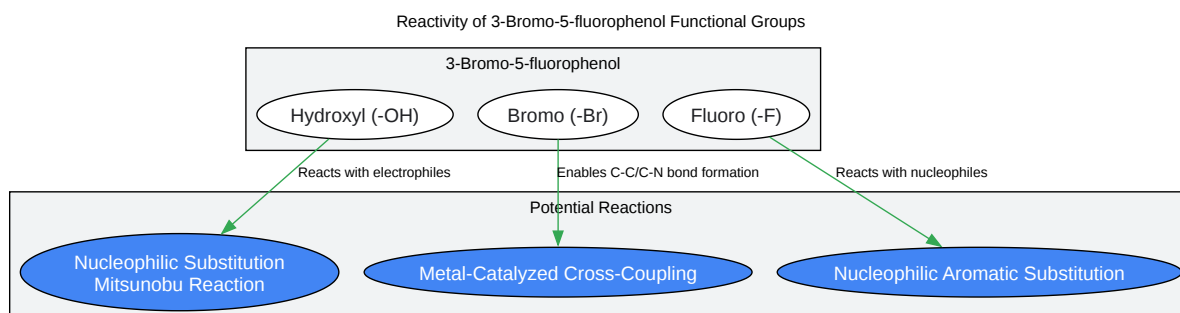 Reactivity of 3-Bromo-5-fluorophenol Functional Groups
3-Bromo-5-fluorophenol
Hydroxyl (-OH)
Bromo (-Br)
Fluoro (-F)
Reacts with electrophiles
Enables C-C/C-N bond formation
Reacts with nucleophiles
Potential Reactions
Nucleophilic Substitution
Mitsunobu Reaction
Metal-Catalyzed Cross-Coupling
Nucleophilic Aromatic Substitution